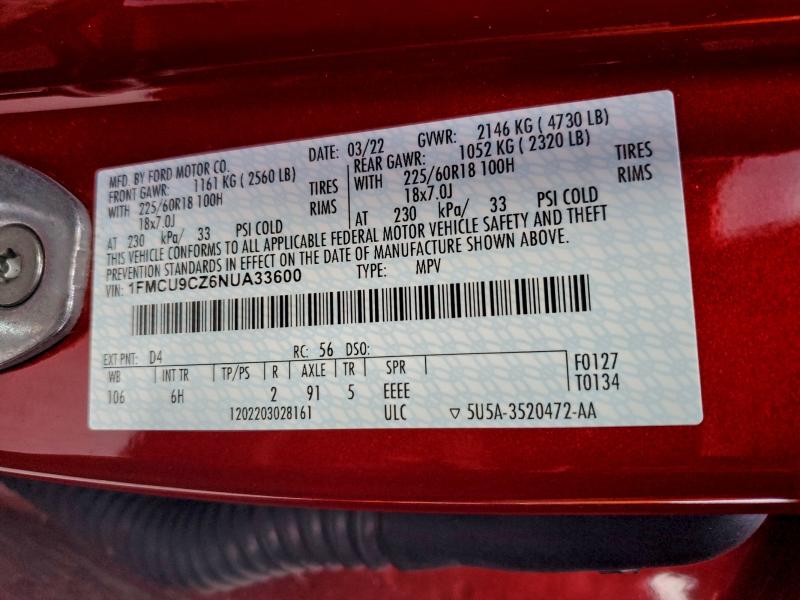 MFD. BY FORD MOTOR CO. DATE: 03/22 GVWR: 2146 KG ( 4730 LB)
FRONT GAWR: 1161 KG ( 2560 LB) REAR GAWR: 1052 KG ( 2320 LB)
WITH 225/60R18 100H TIRES WITH 225/60R18 100H TIRES
18x7.0J RIMS 18x7.0J RIMS
AT 230 kPa/ 33 PSI COLD AT 230 kPa/ 33 PSI COLD
THIS VEHICLE CONFORMS TO ALL APPLICABLE FEDERAL MOTOR VEHICLE SAFETY AND THEFT
PREVENTION STANDARDS IN EFFECT ON THE DATE OF MANUFACTURE SHOWN ABOVE.
VIN: 1FMCU9CZ6NUA33600 TYPE: MPV
EXT PNT: D4 RC: 56 DSO:
WB INT TR TP/PS R AXLE TR SPR F0127
106 6H 2 91 5 EEEE T0134
1202203028161 ULC ▽ 5U5A-3520472-AA